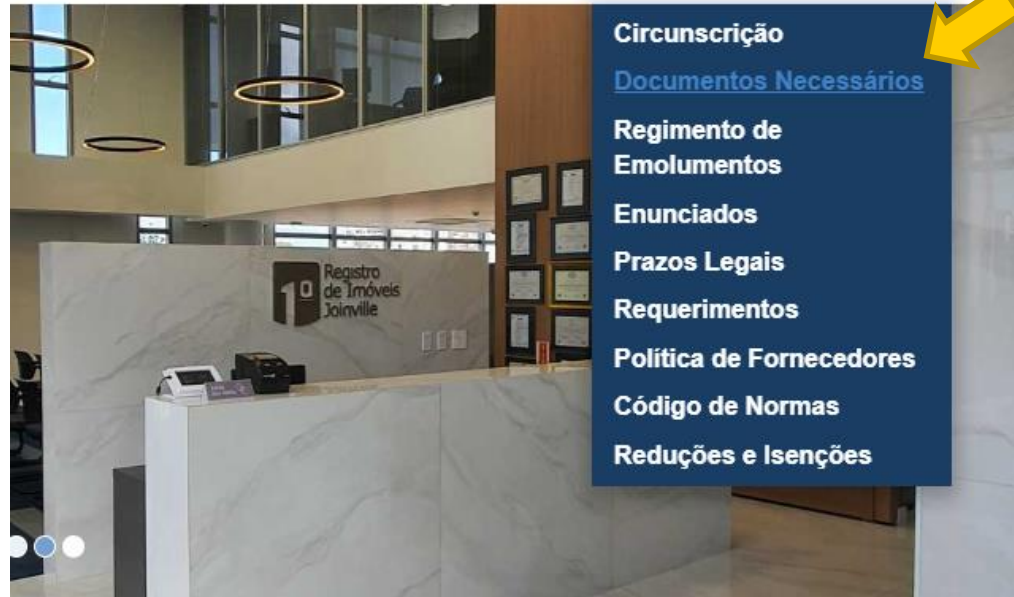 Circunscrição
Documentos Necessários
Regimento de
Emolumentos
Enunciados
Prazos Legais
Requerimentos
Política de Fornecedores
Código de Normas
Reduções e Isenções
1º
Registro
de Imóveis
Joinville